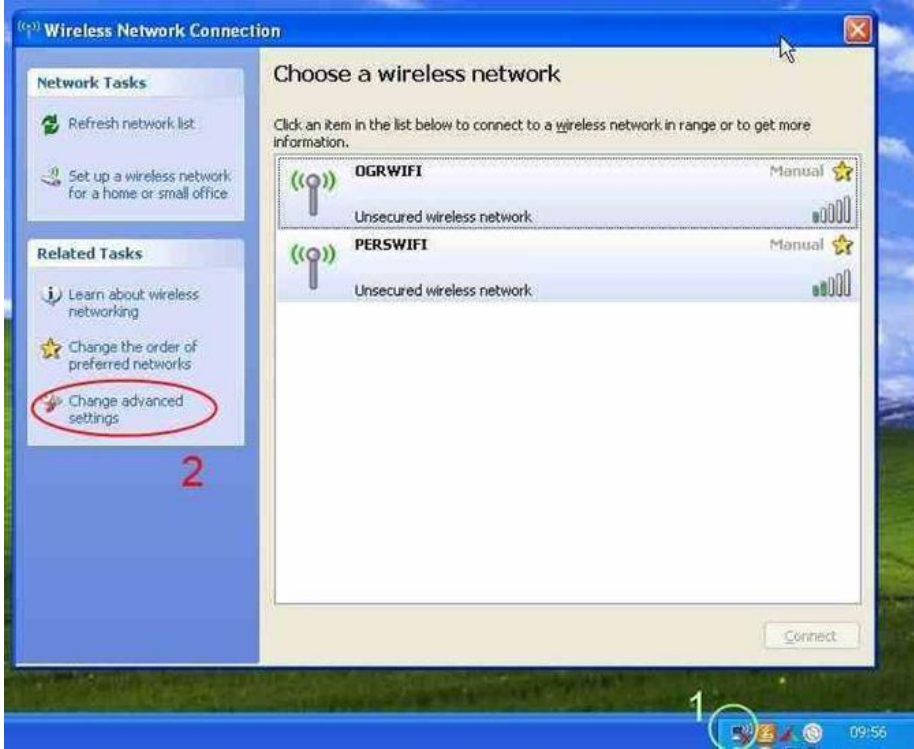 Wireless Network Connection
Network Tasks
Refresh network list
Set up a wireless network
for a home or small office
Related Tasks
Learn about wireless
networking
Change the order of
preferred networks
Change advanced
settings
2
Choose a wireless network
Click an item in the list below to connect to a wireless network in range or to get more
information.
OGRWIFI
Manual
Unsecured wireless network
PERSWIFI
Manual
Unsecured wireless network
Connect
1
09:56